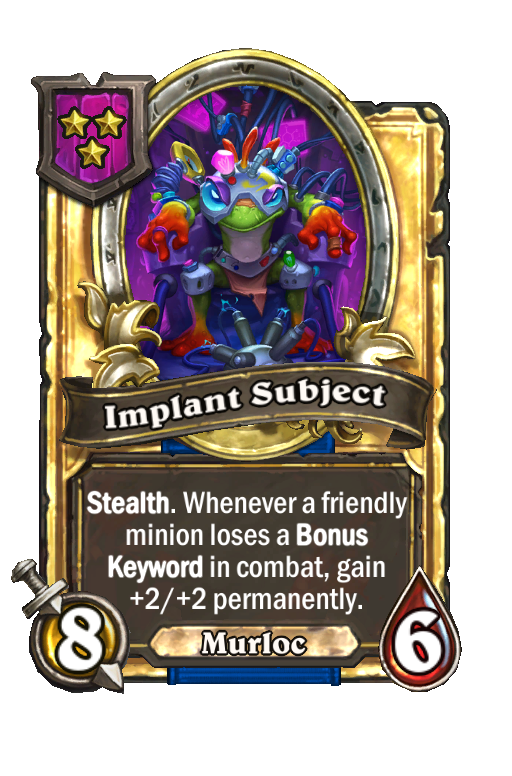 Implant Subject
Stealth. Whenever a friendly
minion loses a Bonus
Keyword in combat, gain
+2/+2 permanently.
8
Murloc
6